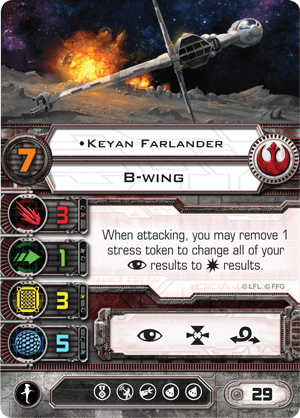 •Keyan Farlander
7
B-wing
3
When attacking, you may remove 1
stress token to change all of your
results to results.
1
© LFL © FFG
3
5
29